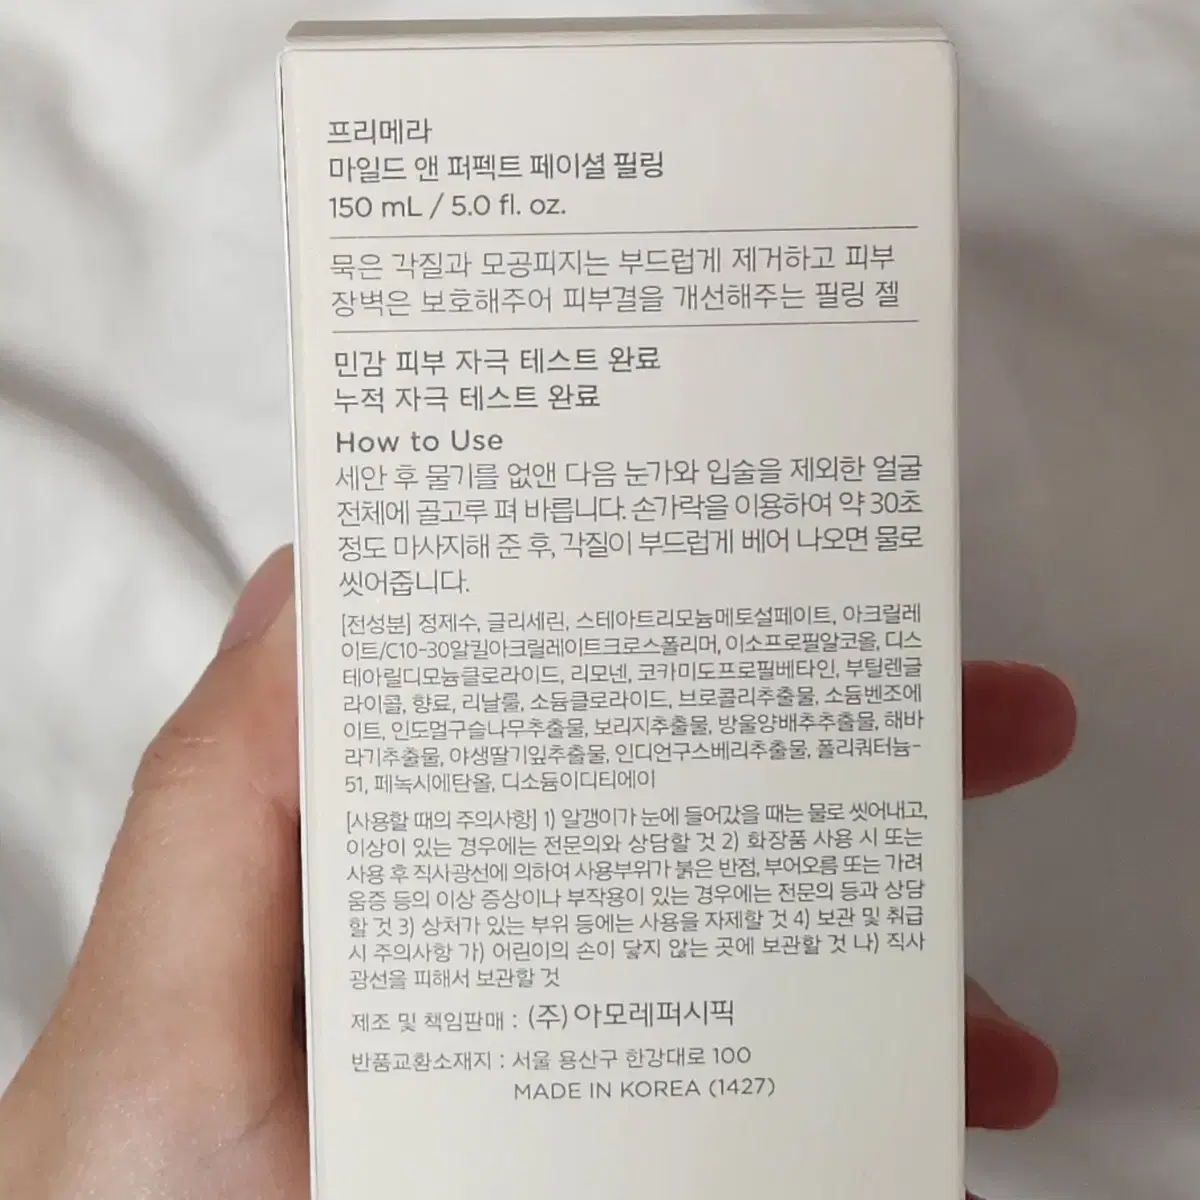 프리메라
마일드 앤 퍼펙트 페이셜 필링
150 mL / 5.0 fl. oz.
묵은 각질과 모공피지는 부드럽게 제거하고 피부
장벽은 보호해주어 피부결을 개선해주는 필링 젤
민감 피부 자극 테스트 완료
누적 자극 테스트 완료
How to Use
세안 후 물기를 없앤 다음 눈가와 입술을 제외한 얼굴
전체에 골고루 펴 바릅니다. 손가락을 이용하여 약 30초
정도 마사지해 준 후, 각질이 부드럽게 베어 나오면 물로
씻어줍니다.
[전성분] 정제수, 글리세린, 스테아트리모늄메토설페이트, 아크릴레
이트/C10-30알킬아크릴레이트크로스폴리머, 이소프로필알코올, 디스
테아릴디모늄클로라이드, 리모넨, 코카미도프로필베타인, 부틸렌글
라이콜, 향료, 리날룰, 소듐클로라이드, 브로콜리추출물, 소듐벤조에
이트, 인도멀구슬나무추출물, 보리지추출물, 방울양배추추출물, 해바
라기추출물, 야생딸기잎추출물, 인디언구스베리추출물, 폴리쿼터늄-
51, 페녹시에탄올, 디소듐이디티에이
[사용할 때의 주의사항] 1) 알갱이가 눈에 들어갔을 때는 물로 씻어내고,
이상이 있는 경우에는 전문의와 상담할 것 2) 화장품 사용 시 또는
사용 후 직사광선에 의하여 사용부위가 붉은 반점, 부어오름 또는 가려
움증 등의 이상 증상이나 부작용이 있는 경우에는 전문의 등과 상담
할 것 3) 상처가 있는 부위 등에는 사용을 자제할 것 4) 보관 및 취급
시 주의사항 가) 어린이의 손이 닿지 않는 곳에 보관할 것 나) 직사
광선을 피해서 보관할 것
제조 및 책임판매 : (주)아모레퍼시픽
반품교환소재지 : 서울 용산구 한강대로 100
MADE IN KOREA (1427)